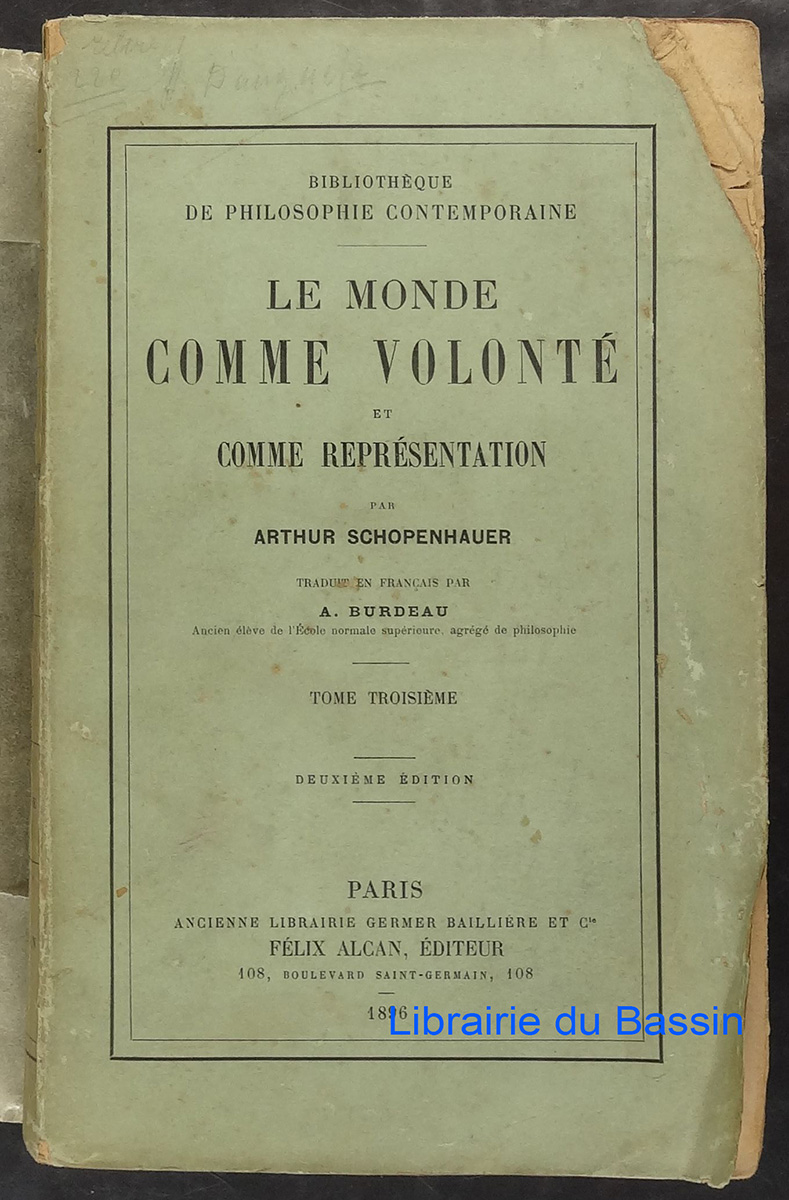 220
BIBLIOTHÈQUE
DE PHILOSOPHIE CONTEMPORAINE
LE MONDE
COMME VOLONTÉ
ET
COMME REPRÉSENTATION
PAR
ARTHUR SCHOPENHAUER
TRADUIT EN FRANÇAIS PAR
A. BURDEAU
Ancien élève de l'École normale supérieure, agrégé de philosophie
TOME TROISIÈME
DEUXIÈME ÉDITION
PARIS
ANCIENNE LIBRAIRIE GERMER BAILLIÈRE ET Cie
FÉLIX ALCAN, ÉDITEUR
108, BOULEVARD SAINT-GERMAIN, 108
1896
Librairie du Bassin